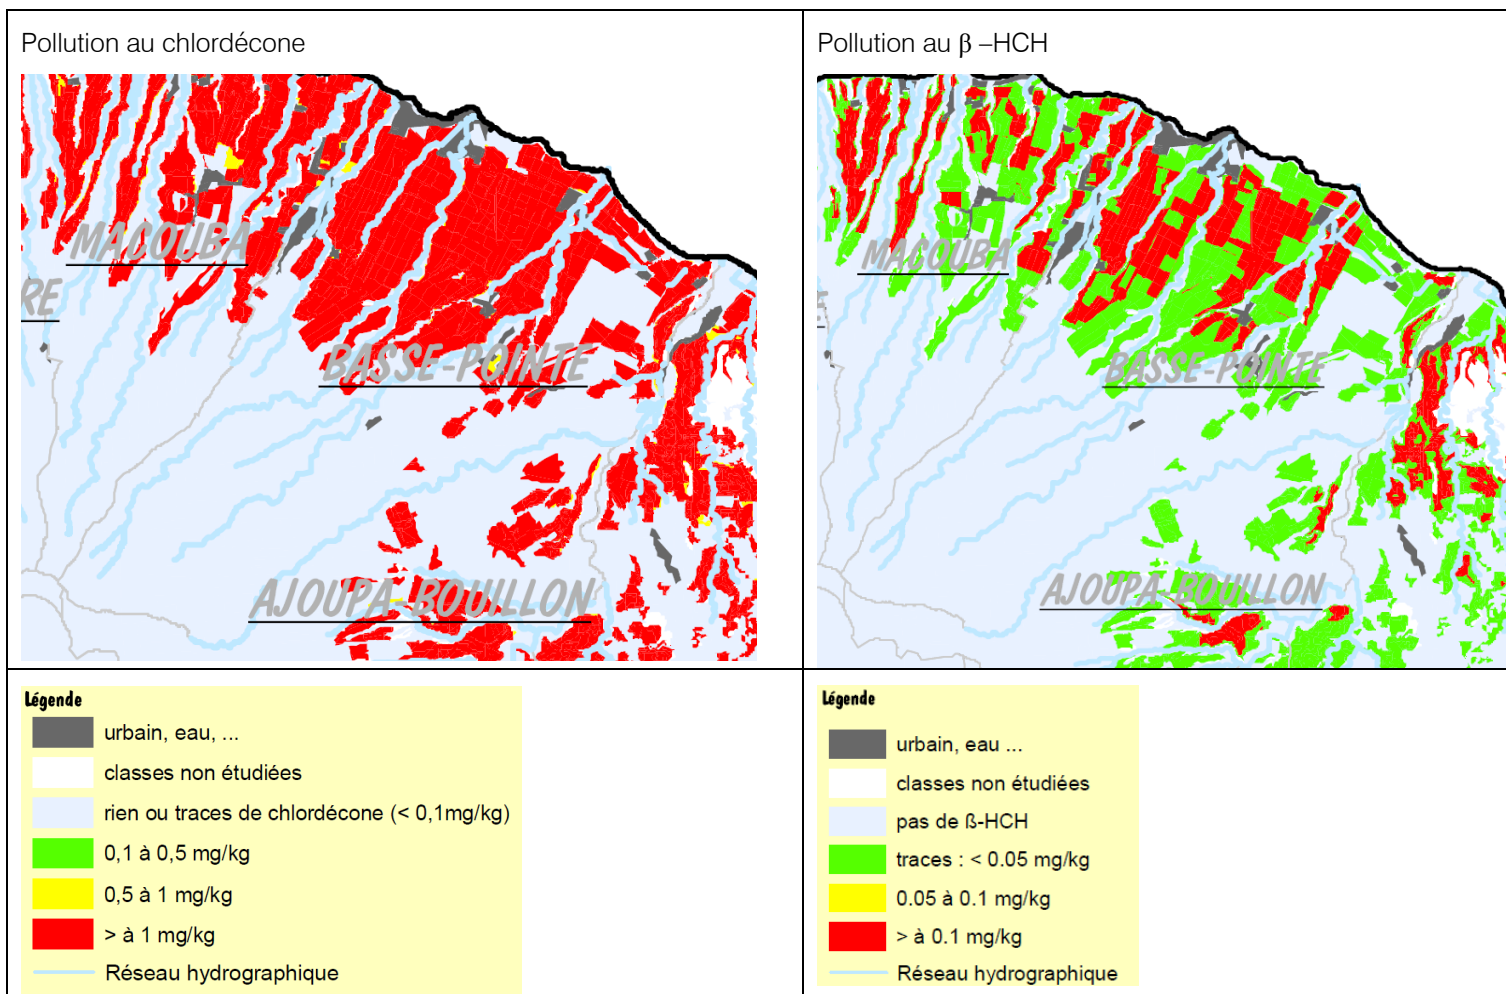 Pollution au chlordécone
MACOUBA
RE
BASSE-POINTE
AJOUPA-BOUILLON
Pollution au β –HCH
MACOUBA
E
BASSE-POINTE
AJOUPA-BOUILLON
Légende
urbain, eau, ...
classes non étudiées
rien ou traces de chlordécone (< 0,1mg/kg)
0,1 à 0,5 mg/kg
0,5 à 1 mg/kg
> à 1 mg/kg
Réseau hydrographique
Légende
urbain, eau ...
classes non étudiées
pas de ß-HCH
traces : < 0.05 mg/kg
0.05 à 0.1 mg/kg
> à 0.1 mg/kg
Réseau hydrographique